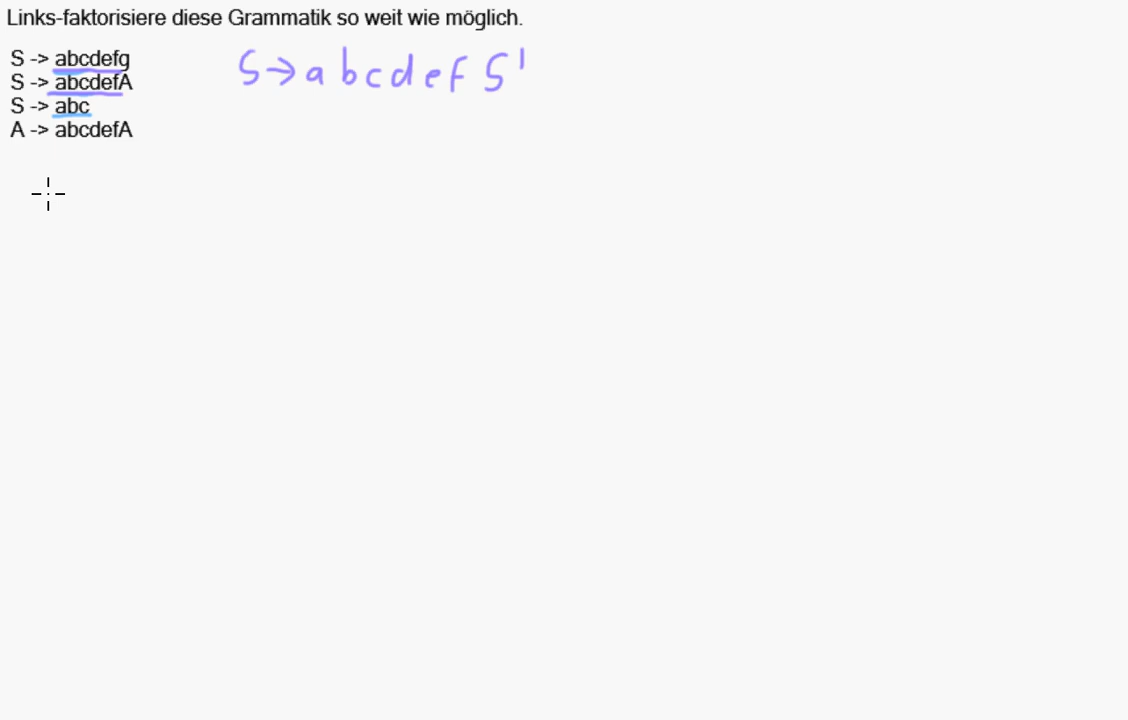 Links-faktorisiere diese Grammatik so weit wie möglich.
S -> abcdefg
S -> abcdefA
S -> abc
A -> abcdefA
S → a b c d e f S'